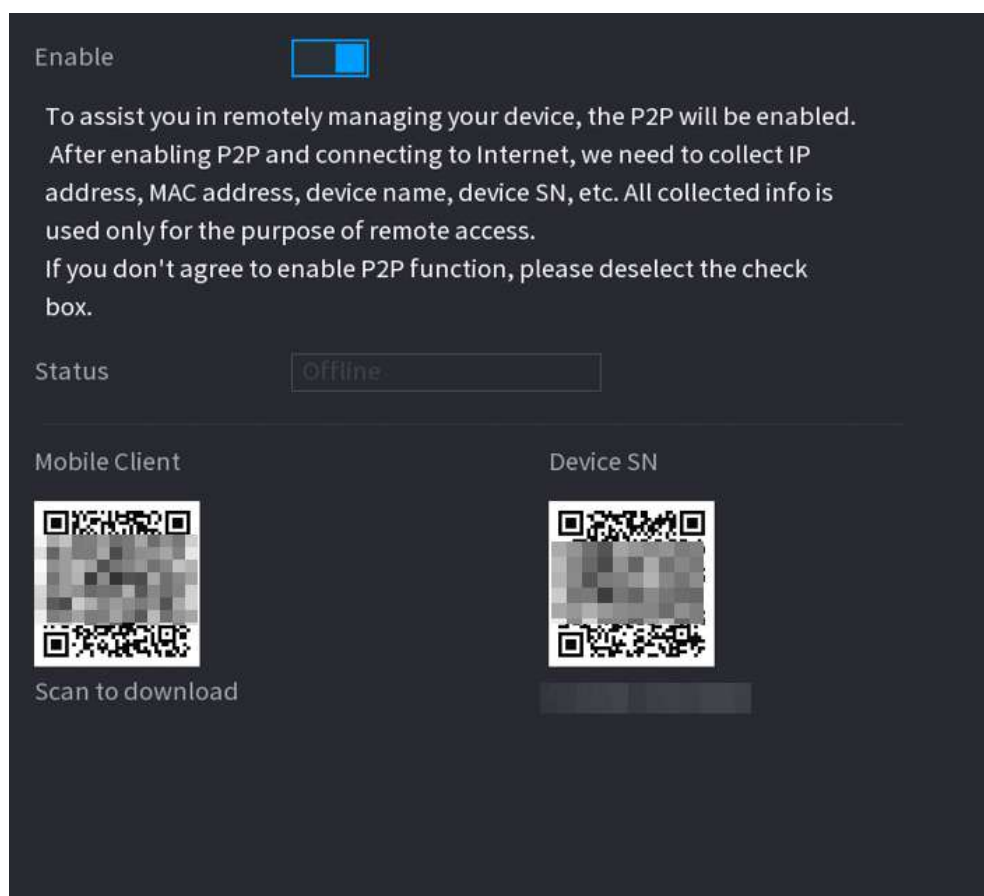 Enable
To assist you in remotely managing your device, the P2P will be enabled.
After enabling P2P and connecting to Internet, we need to collect IP
address, MAC address, device name, device SN, etc. All collected info is
used only for the purpose of remote access.
If you don't agree to enable P2P function, please deselect the check
box.
Status Offline
Mobile Client Device SN
Scan to download